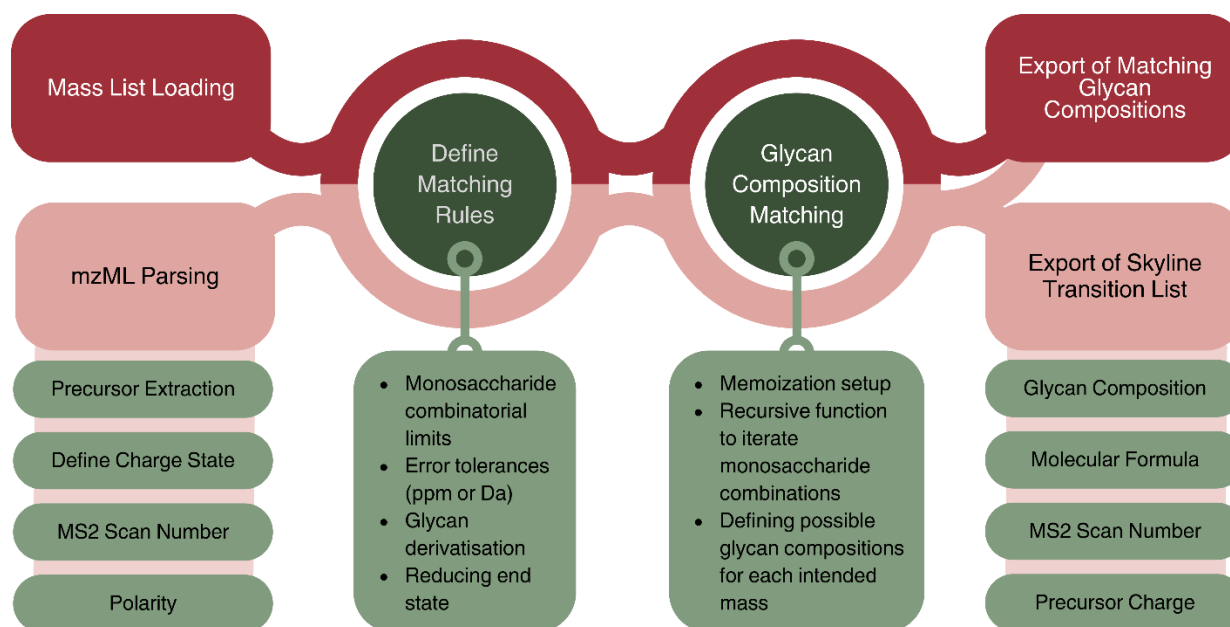 Mass List Loading
Define
Matching
Rules
Glycan
Composition
Matching
Export of Matching
Glycan
Compositions
mzML Parsing
Export of Skyline
Transition List
Precursor Extraction
Define Charge State
MS2 Scan Number
Polarity
• Monosaccharide
combinatorial
limits
• Error tolerances
(ppm or Da)
• Glycan
derivatisation
• Reducing end
state
• Memoization setup
• Recursive function
to iterate
monosaccharide
combinations
• Defining possible
glycan compositions
for each intended
mass
Glycan Composition
Molecular Formula
MS2 Scan Number
Precursor Charge